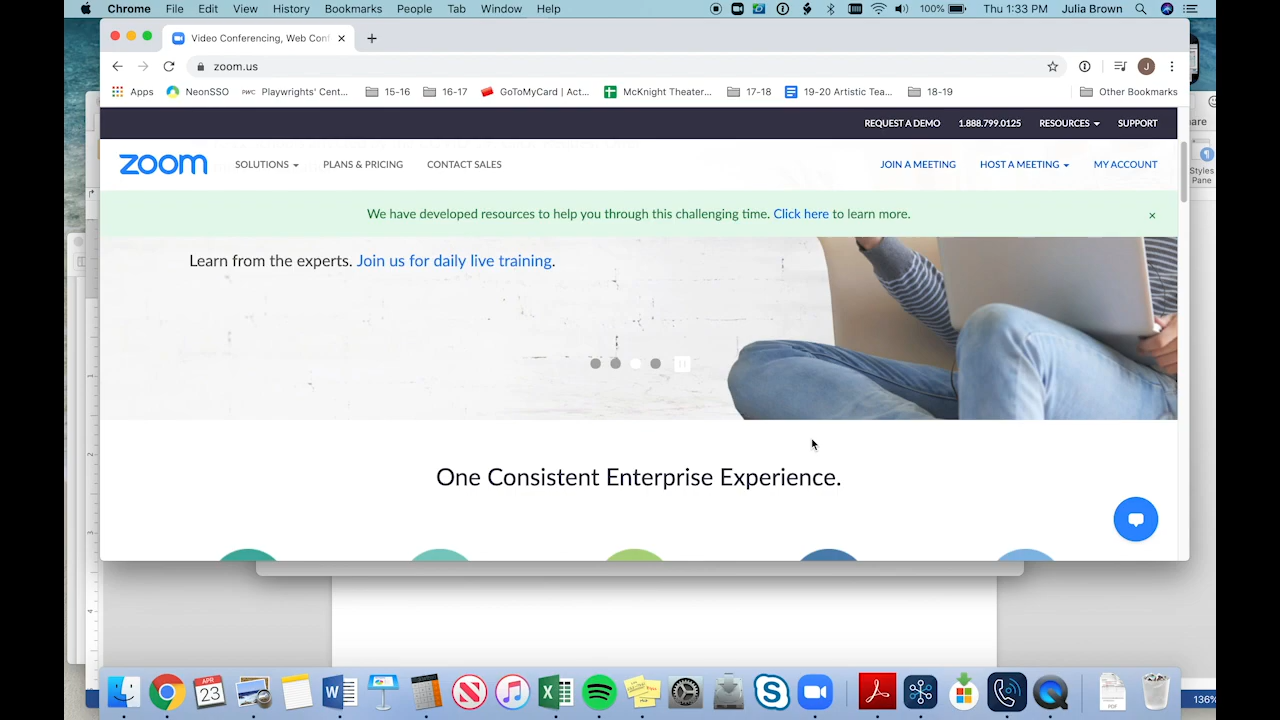 Chrome File Edit View History Bookmarks People Tab Window Help 100% Thu 1:33 PM Julia Brown
Video Conferencing, Web Conf
zoom.us J
Apps NeonSSO PWC Playwrights' Cent... 15-16 16-17 GoToMyCard | Act... McKnight Theater... 17-18 19-20 Artistic Tea... 18-19 Other Bookmarks
REQUEST A DEMO 1.888.799.0125 RESOURCES SUPPORT
are
zoom SOLUTIONS PLANS & PRICING CONTACT SALES JOIN A MEETING HOST A MEETING MY ACCOUNT
Styles
Pane
We have developed resources to help you through this challenging time. Click here to learn more.
Learn from the experts. Join us for daily live training.
One Consistent Enterprise Experience.
APR
23
W
PDF
136%